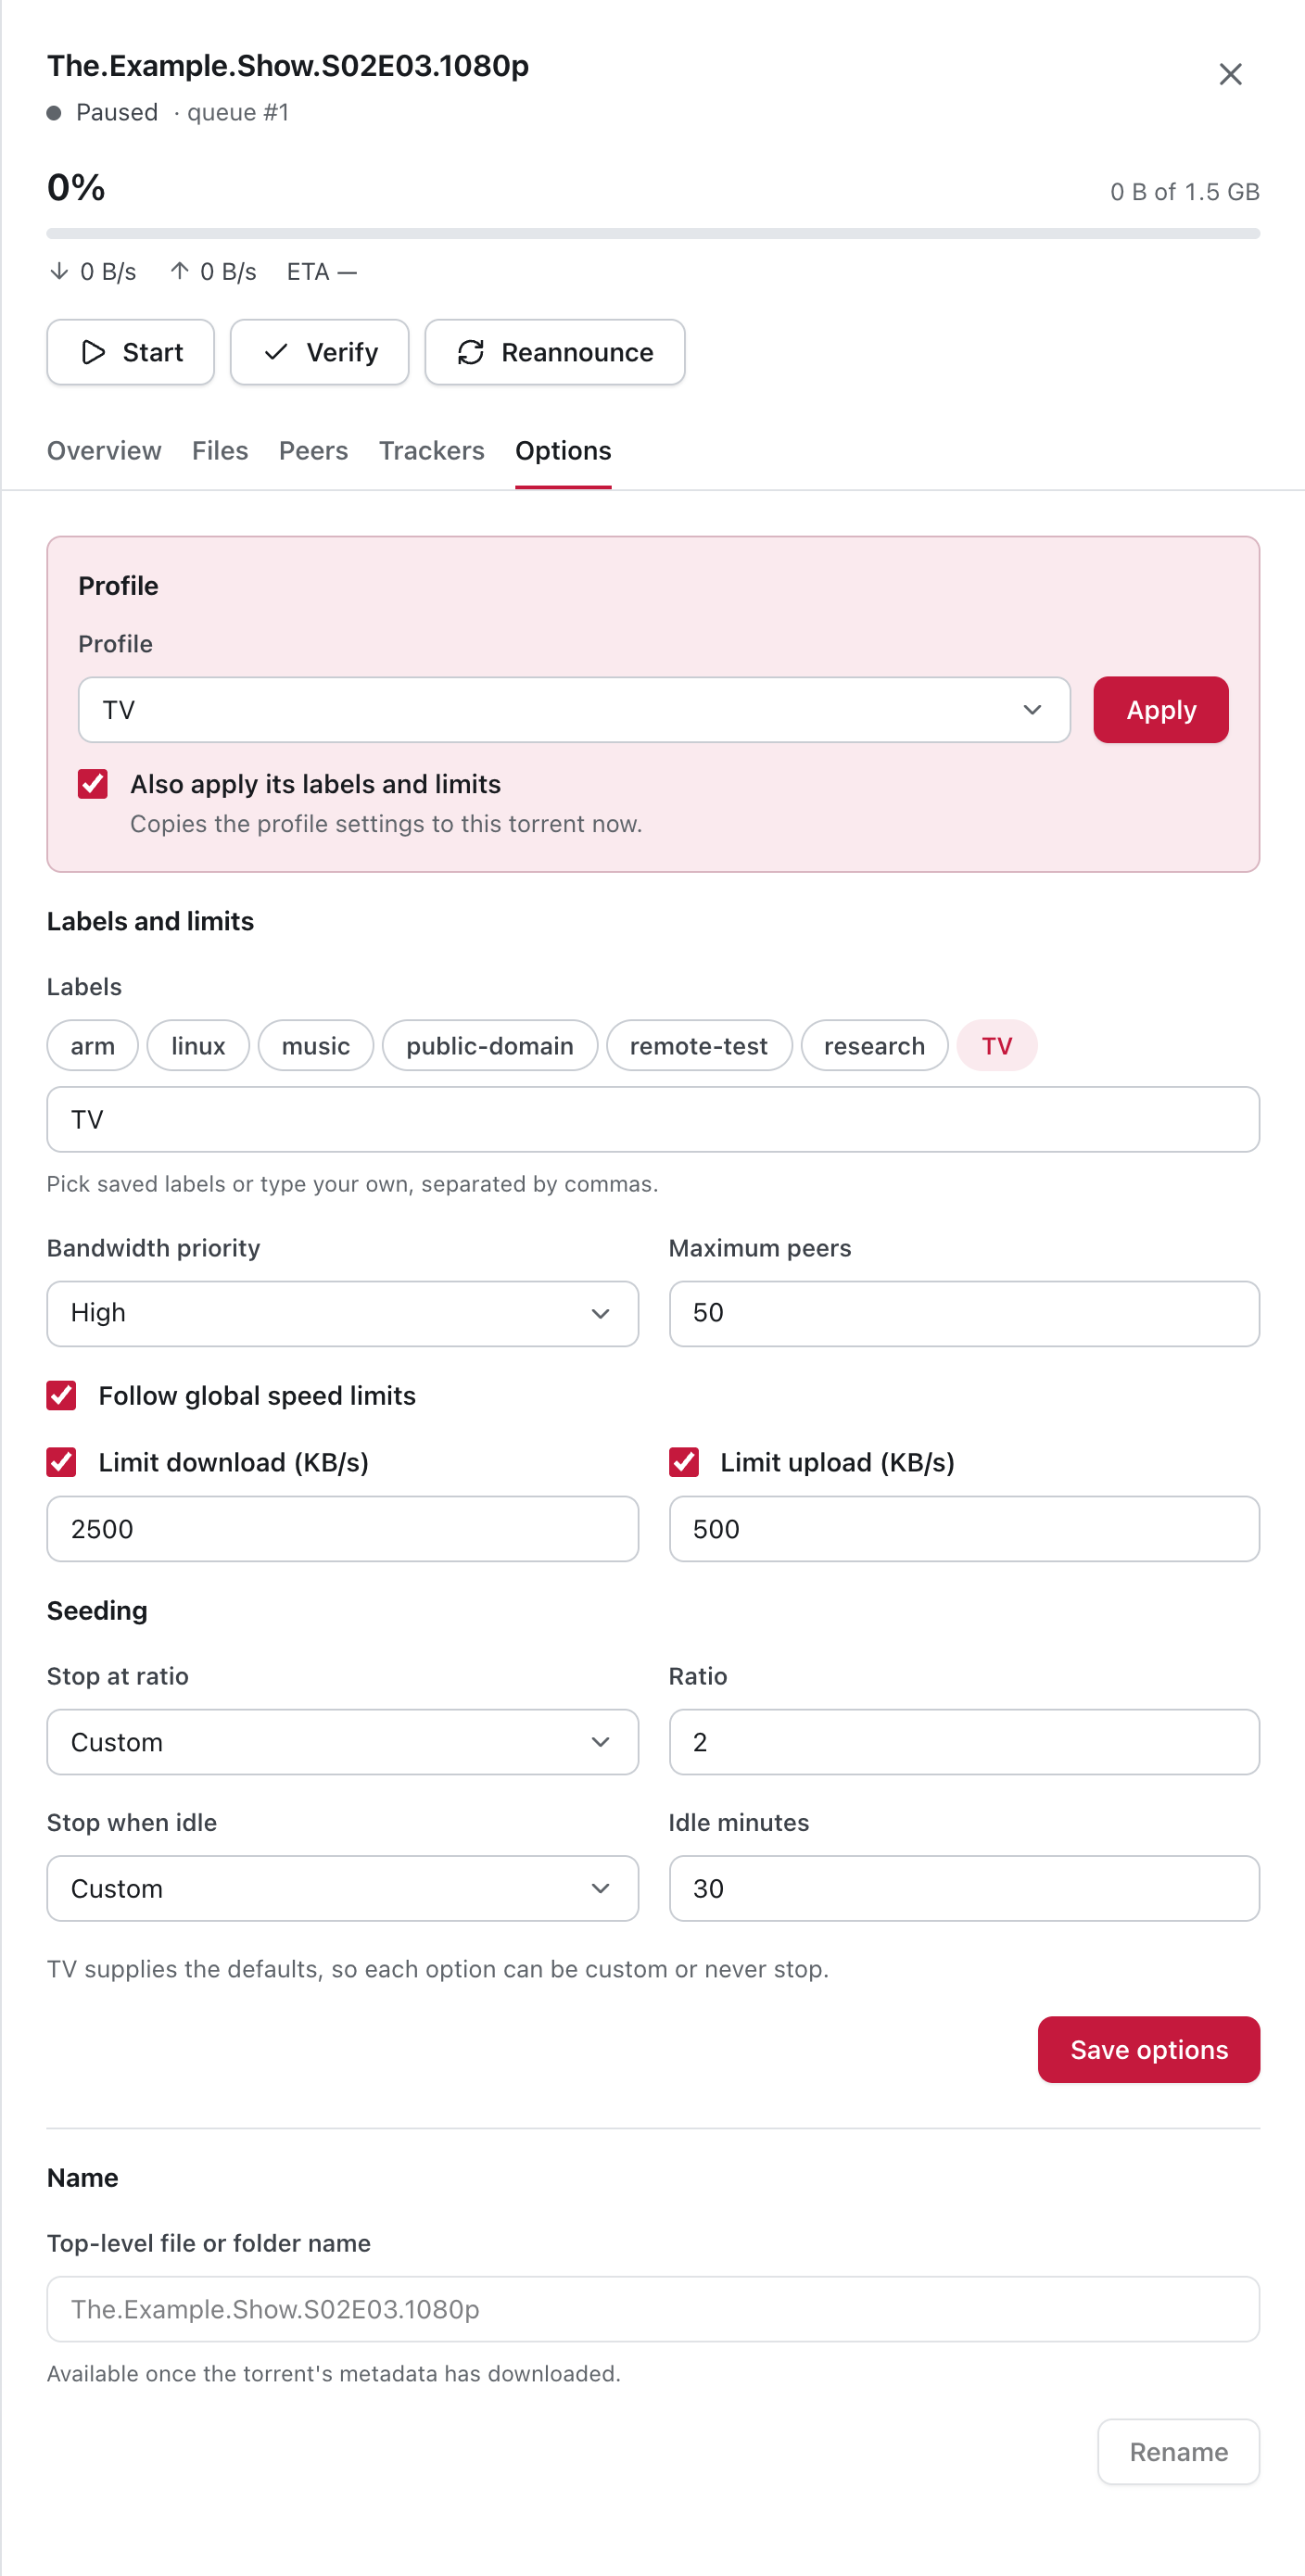 The.Example.Show.S02E03.1080p
Paused · queue #1
0% 0 B of 1.5 GB
↓ 0 B/s ↑ 0 B/s ETA —
Start Verify Reannounce
Overview Files Peers Trackers Options
Profile
Profile
TV Apply
Also apply its labels and limits
Copies the profile settings to this torrent now.
Labels and limits
Labels
arm linux music public-domain remote-test research TV
TV
Pick saved labels or type your own, separated by commas.
Bandwidth priority Maximum peers
High 50
Follow global speed limits
Limit download (KB/s) Limit upload (KB/s)
2500 500
Seeding
Stop at ratio Ratio
Custom 2
Stop when idle Idle minutes
Custom 30
TV supplies the defaults, so each option can be custom or never stop.
Save options
Name
Top-level file or folder name
The.Example.Show.S02E03.1080p
Available once the torrent's metadata has downloaded.
Rename